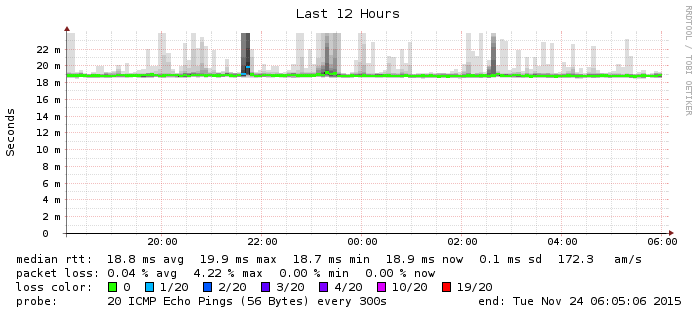 Last 12 Hours
RRDTOOL / TOBI OETIKER
Seconds
22 m
20 m
18 m
16 m
14 m
12 m
10 m
8 m
6 m
4 m
2 m
0
20:00 22:00 00:00 02:00 04:00 06:00
median rtt: 18.8 ms avg 19.9 ms max 18.7 ms min 18.9 ms now 0.1 ms sd 172.3 am/s
packet loss: 0.04 % avg 4.22 % max 0.00 % min 0.00 % now
loss color: 0 1/20 2/20 3/20 4/20 10/20 19/20
probe: 20 ICMP Echo Pings (56 Bytes) every 300s end: Tue Nov 24 06:05:06 2015